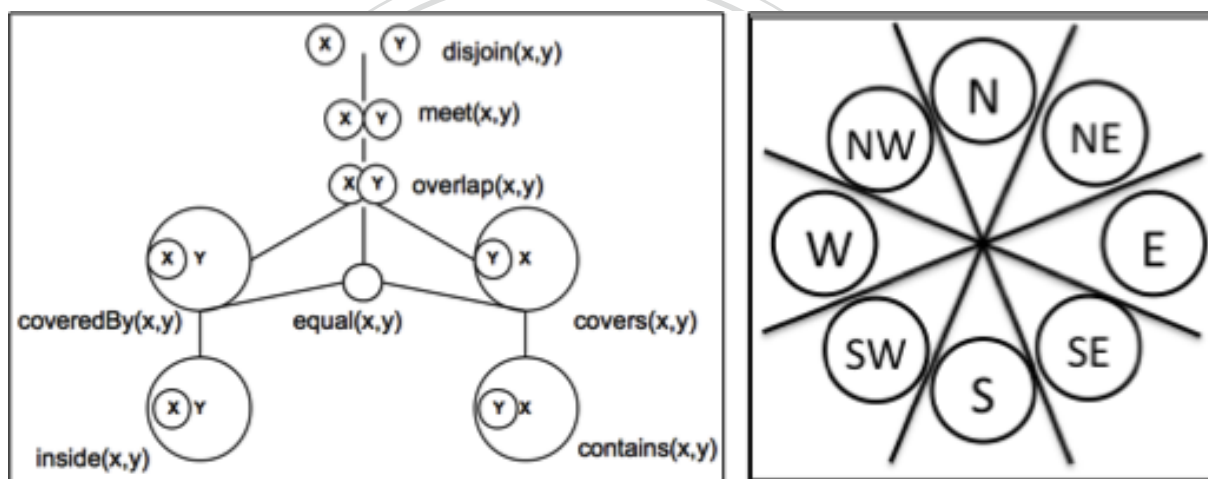 X Y disjoin(x,y)
X Y meet(x,y)
X Y overlap(x,y)
X Y
Y X
coveredBy(x,y) equal(x,y) covers(x,y)
X Y
Y X
inside(x,y)
contains(x,y)
N
NW NE
W E
SW SE
S